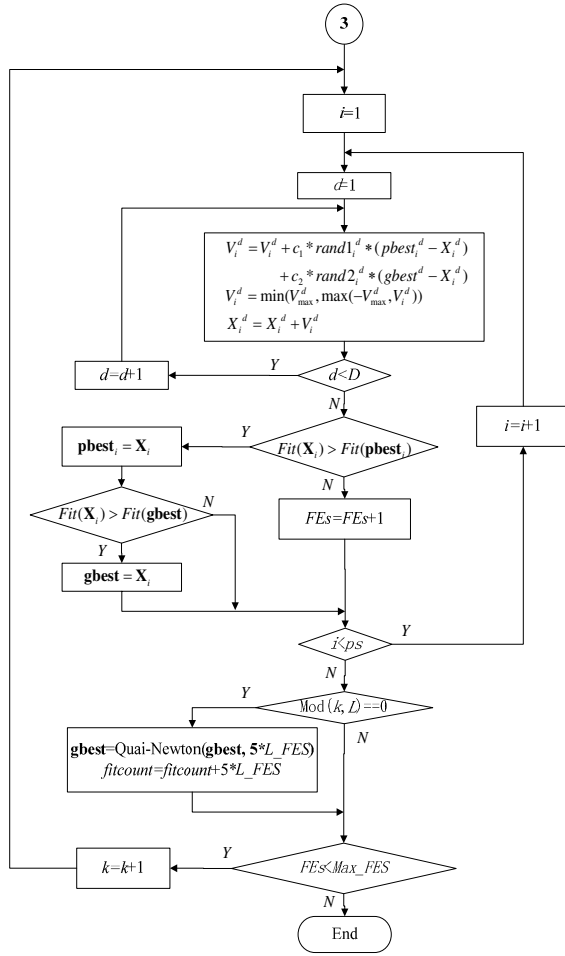 3
i=1
d=1
V_i^d = V_i^d + c_1 * rand1_i^d * (pbest_i^d − X_i^d)
+ c_2 * rand2_i^d * (gbest^d − X_i^d)
V_i^d = min(V_max^d, max(−V_max^d, V_i^d))
X_i^d = X_i^d + V_i^d
d=d+1
Y
d<D
N
i=i+1
pbest_i = X_i
Y
Fit(X_i) > Fit(pbest_i)
N
Fit(X_i) > Fit(gbest)
N
FEs=FEs+1
Y
gbest = X_i
i<ps
Y
N
Y
Mod(k, L)==0
N
gbest=Quai-Newton(gbest, 5*L_FES)
fitcount=fitcount+5*L_FES
k=k+1
Y
FEs<Max_FES
N
End